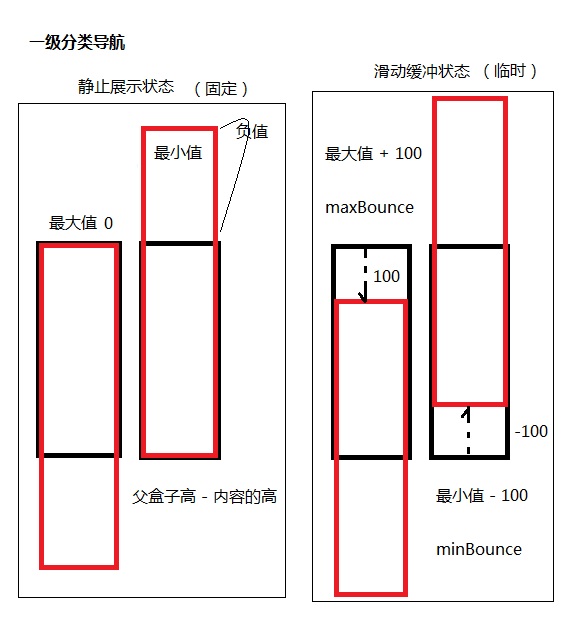 一级分类导航
静止展示状态 （固定）
负值
最小值
最大值 0
父盒子高 - 内容的高
滑动缓冲状态 （临时）
最大值 + 100
maxBounce
100
-100
最小值 - 100
minBounce